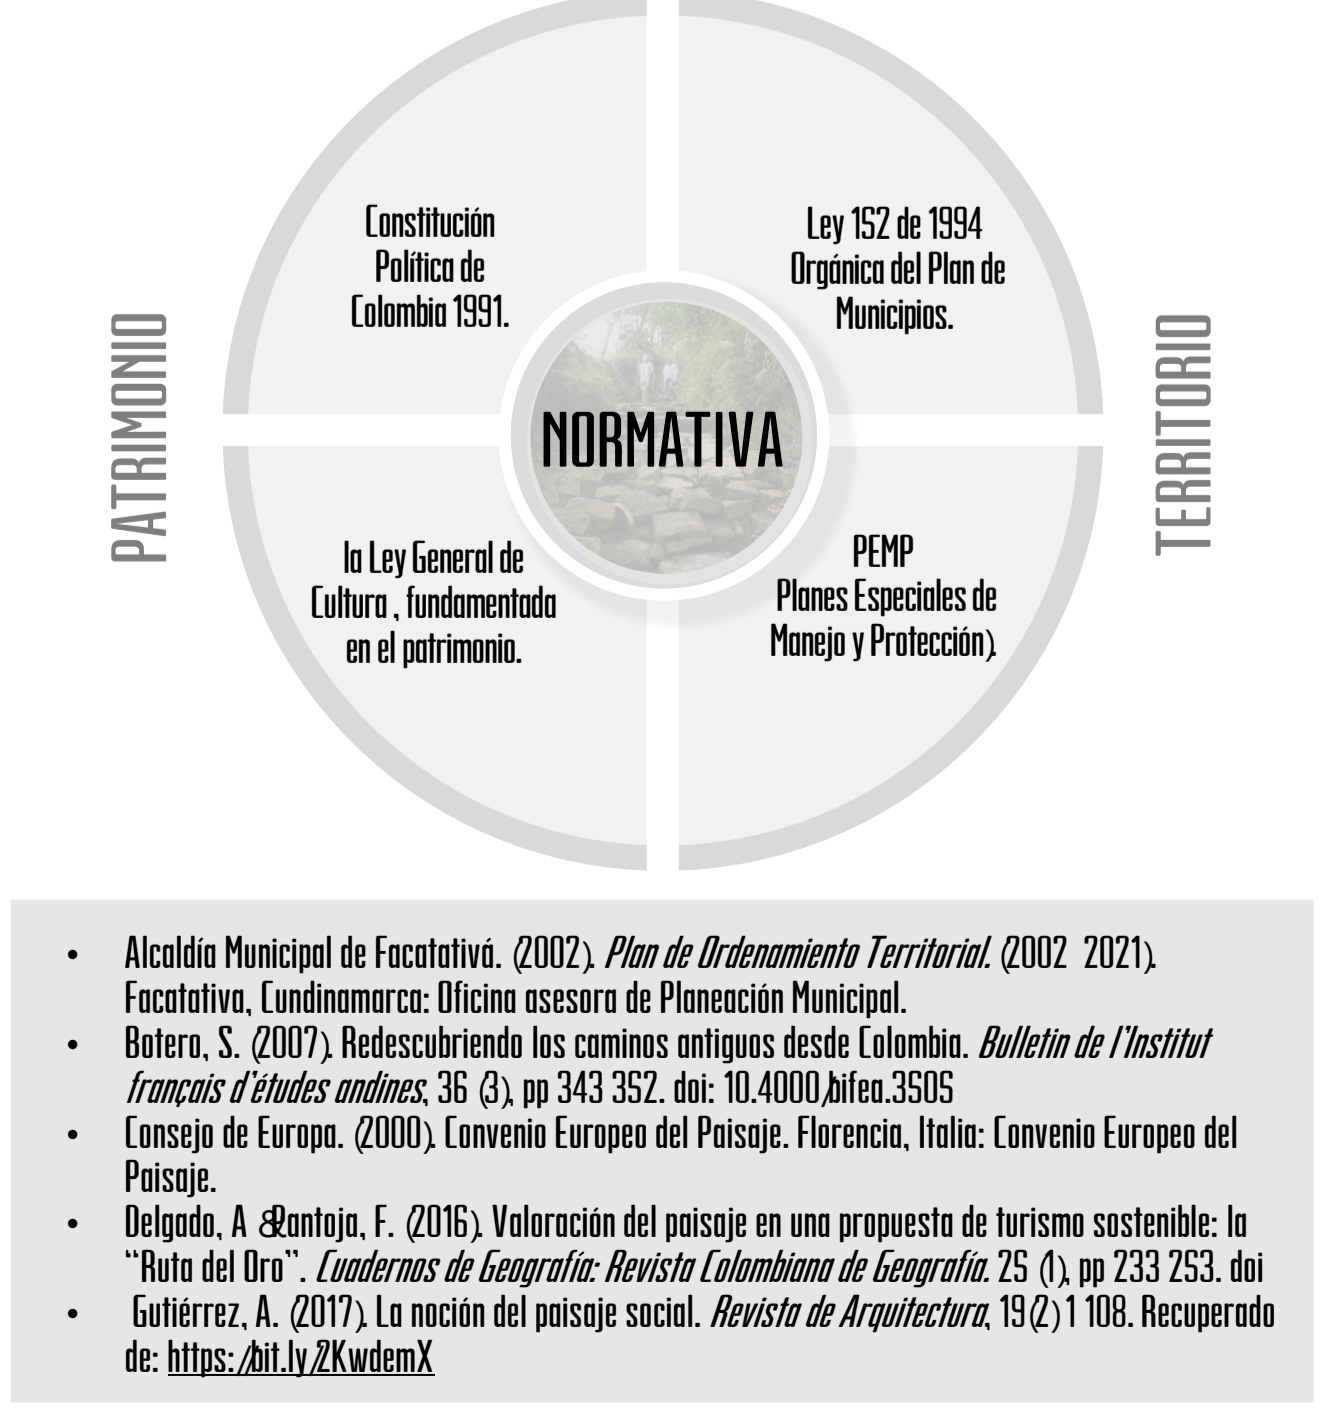 Constitución
Política de
Colombia 1991.
Ley 152 de 1994
Orgánica del Plan de
Municipios.
PATRIMONIO
TERRITORIO
NORMATIVA
la Ley General de
Cultura , fundamentada
en el patrimonio.
PEMP
Planes Especiales de
Manejo y Protección).
• Alcaldía Municipal de Facatativá. (2002). Plan de Ordenamiento Territorial. (2002 2021).
Facatativa, Cundinamarca: Oficina asesora de Planeación Municipal.
• Botero, S. (2007). Redescubriendo los caminos antiguos desde Colombia. Bulletin de l'Institut
français d'études andines, 36 (3), pp 343 352. doi: 10.4000/bifea.3505
• Consejo de Europa. (2000). Convenio Europeo del Paisaje. Florencia, Italia: Convenio Europeo del
Paisaje.
• Delgado, A & Pantoja, F. (2016). Valoración del paisaje en una propuesta de turismo sostenible: la
“Ruta del Oro”. Cuadernos de Geografía: Revista Colombiana de Geografía. 25 (1), pp 233 253. doi
• Gutiérrez, A. (2017). La noción del paisaje social. Revista de Arquitectura, 19(2) 1 108. Recuperado
de: https://bit.ly/2KwdemX